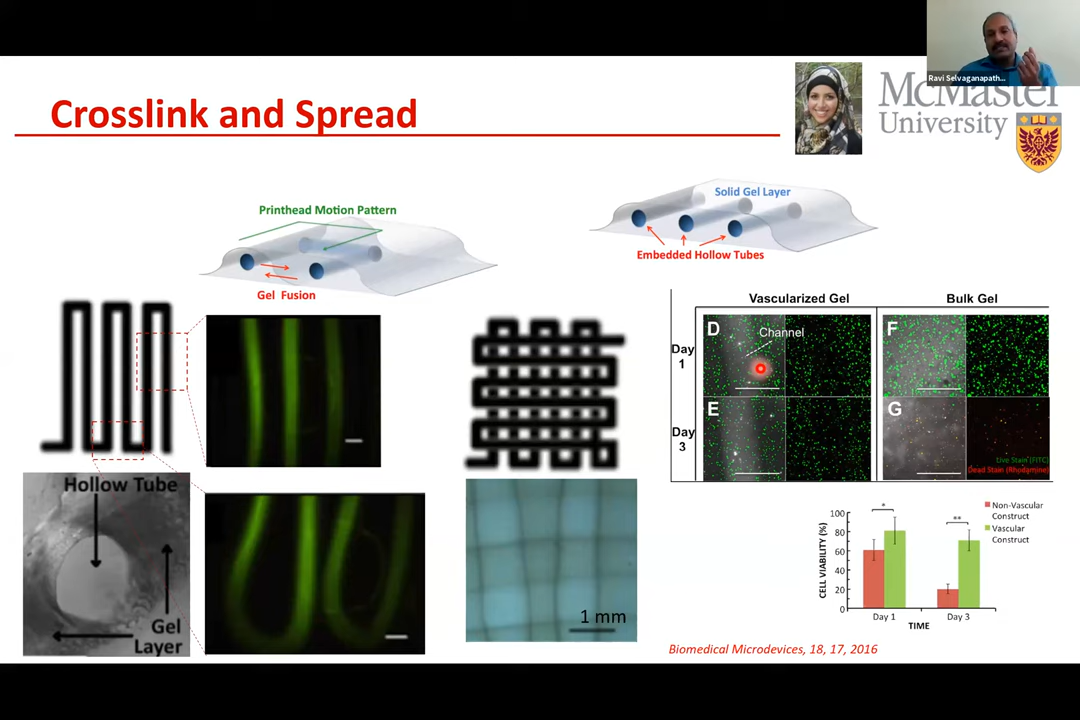 Ravi Selvaganapath...
McMaster
University
Crosslink and Spread
Printhead Motion Pattern
Gel Fusion
Solid Gel Layer
Embedded Hollow Tubes
Vascularized Gel
Bulk Gel
Day
1
D
Channel
F
Day
3
E
G
Live Stain (FITC)
Dead Stain (Rhodamine)
Hollow Tube
Gel
Layer
1 mm
CELL VIABILITY (%)
100
80
60
40
20
0
*
**
Day 1
Day 3
TIME
Non-Vascular
Construct
Vascular
Construct
Biomedical Microdevices, 18, 17, 2016